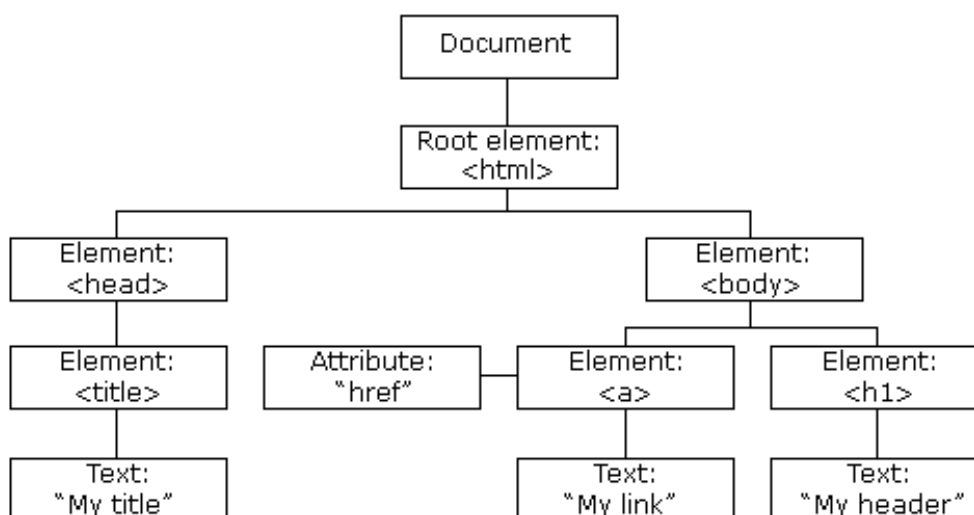 Document
Root element:
<html>
Element:
<head>
Element:
<body>
Element:
<title>
Attribute:
“href”
Element:
<a>
Element:
<h1>
Text:
“My title”
Text:
“My link”
Text:
“My header”